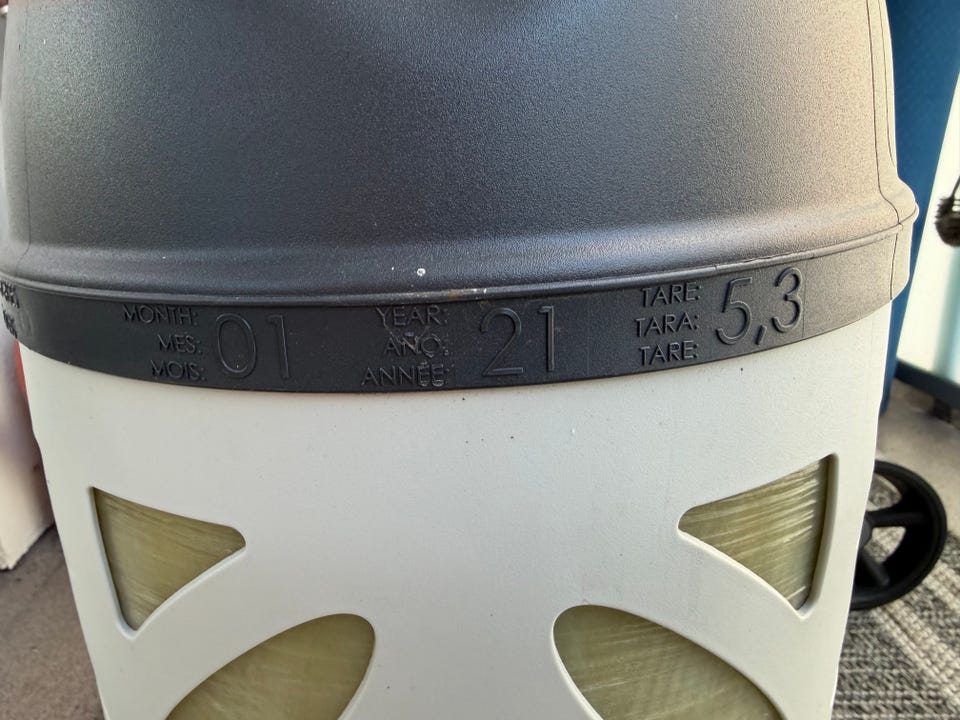 MONTH:
MES:
MOIS:
01
YEAR:
AÑO:
ANNÉE:
21
TARE:
TARA:
TARE:
5,3